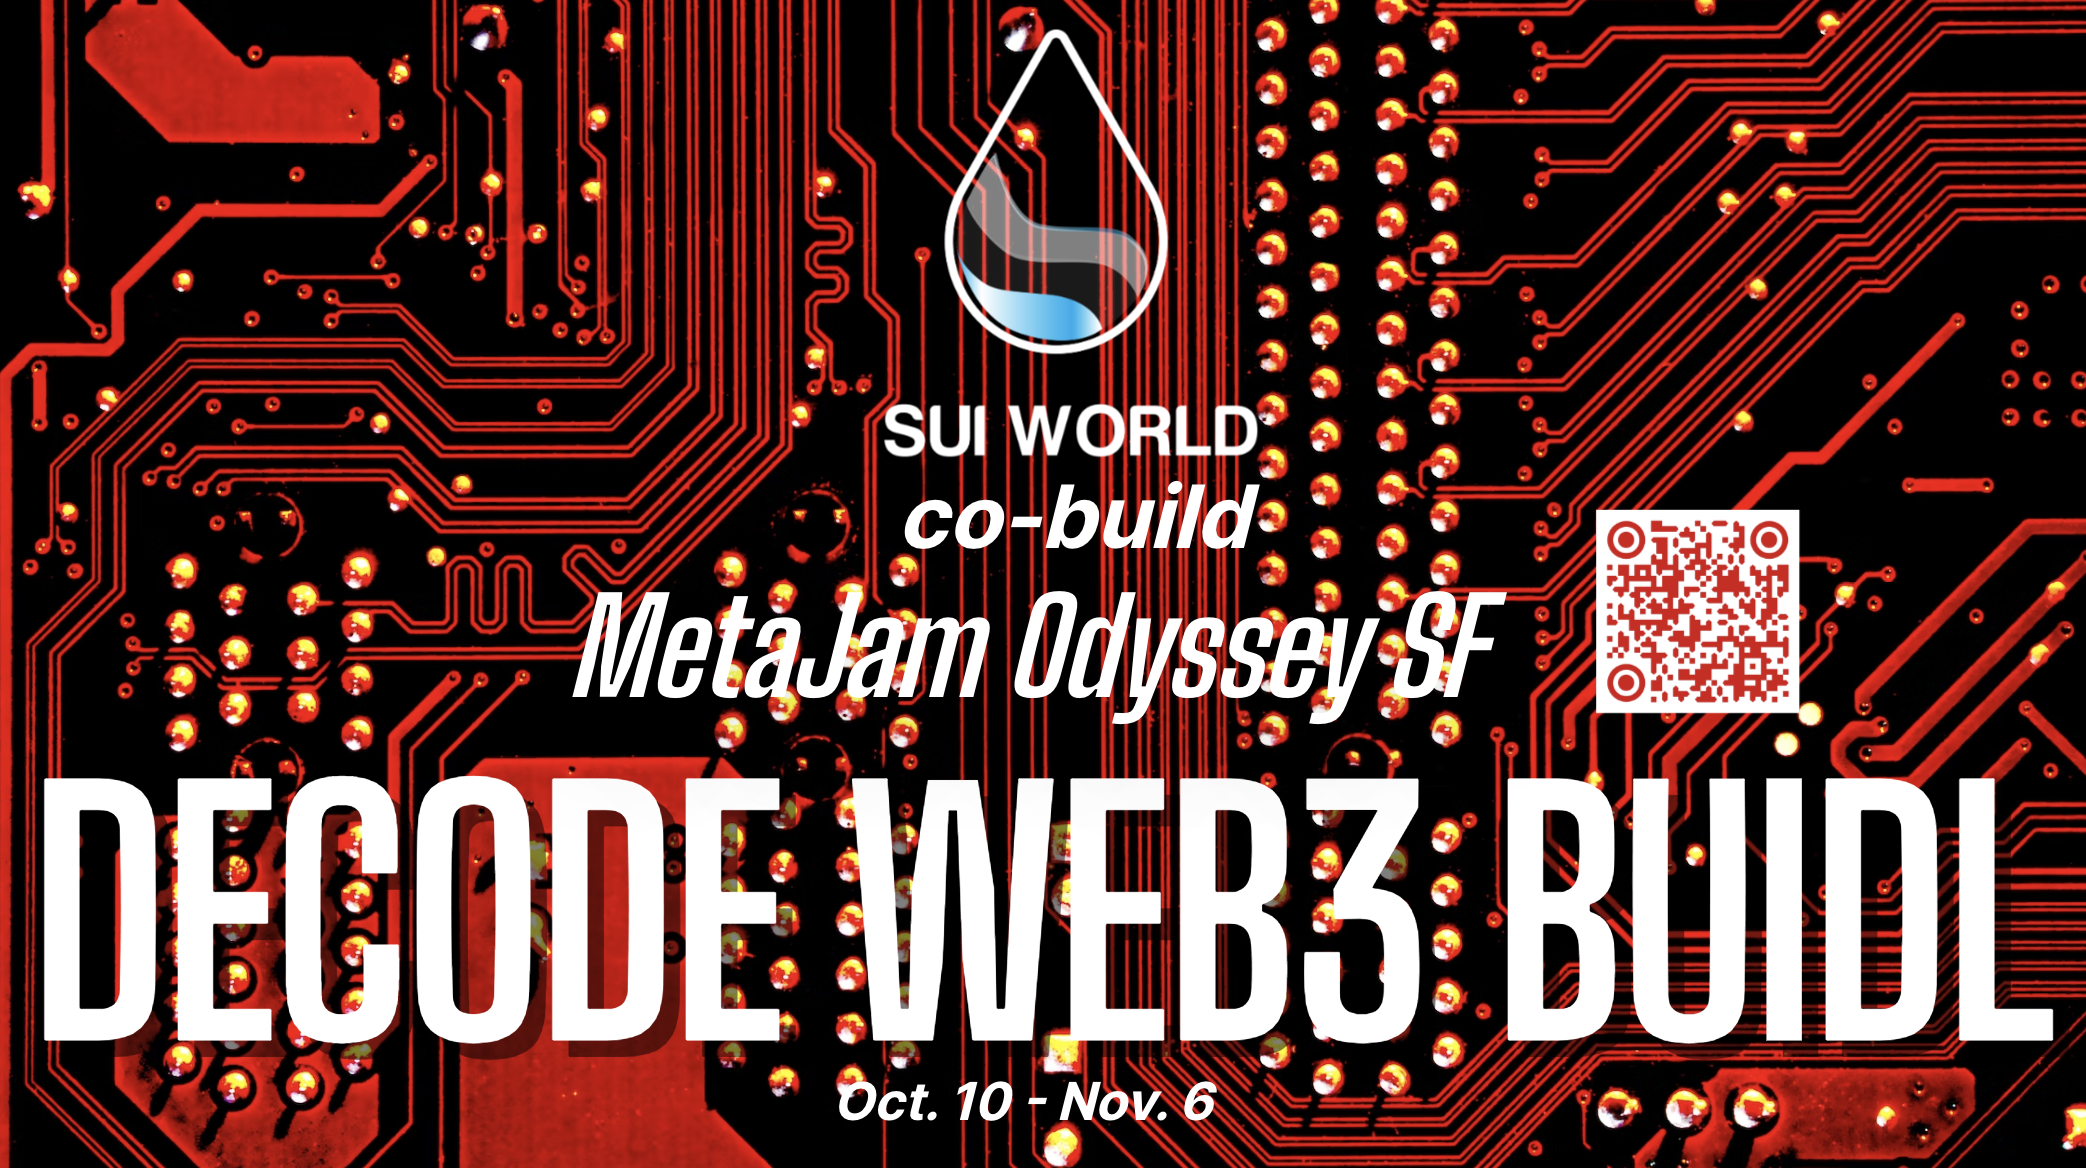 SUI WORLD
co-build
MetaJam Odyssey SF
DECODE WEB3 BUIDL
Oct. 10 - Nov. 6